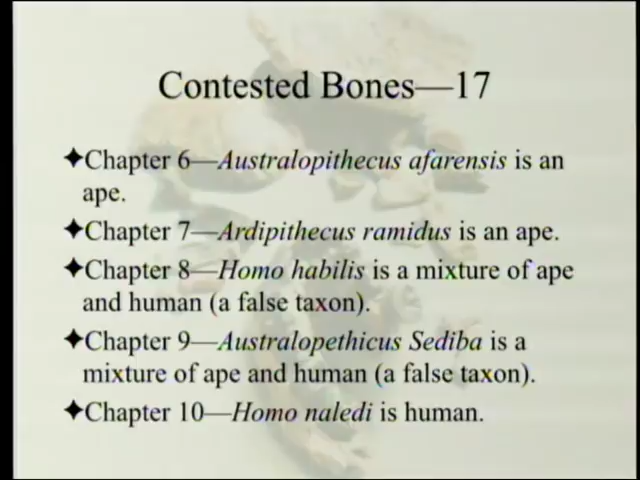 Contested Bones—17
✦Chapter 6—Australopithecus afarensis is an
ape.
✦Chapter 7—Ardipithecus ramidus is an ape.
✦Chapter 8—Homo habilis is a mixture of ape
and human (a false taxon).
✦Chapter 9—Australopethicus Sediba is a
mixture of ape and human (a false taxon).
✦Chapter 10—Homo naledi is human.